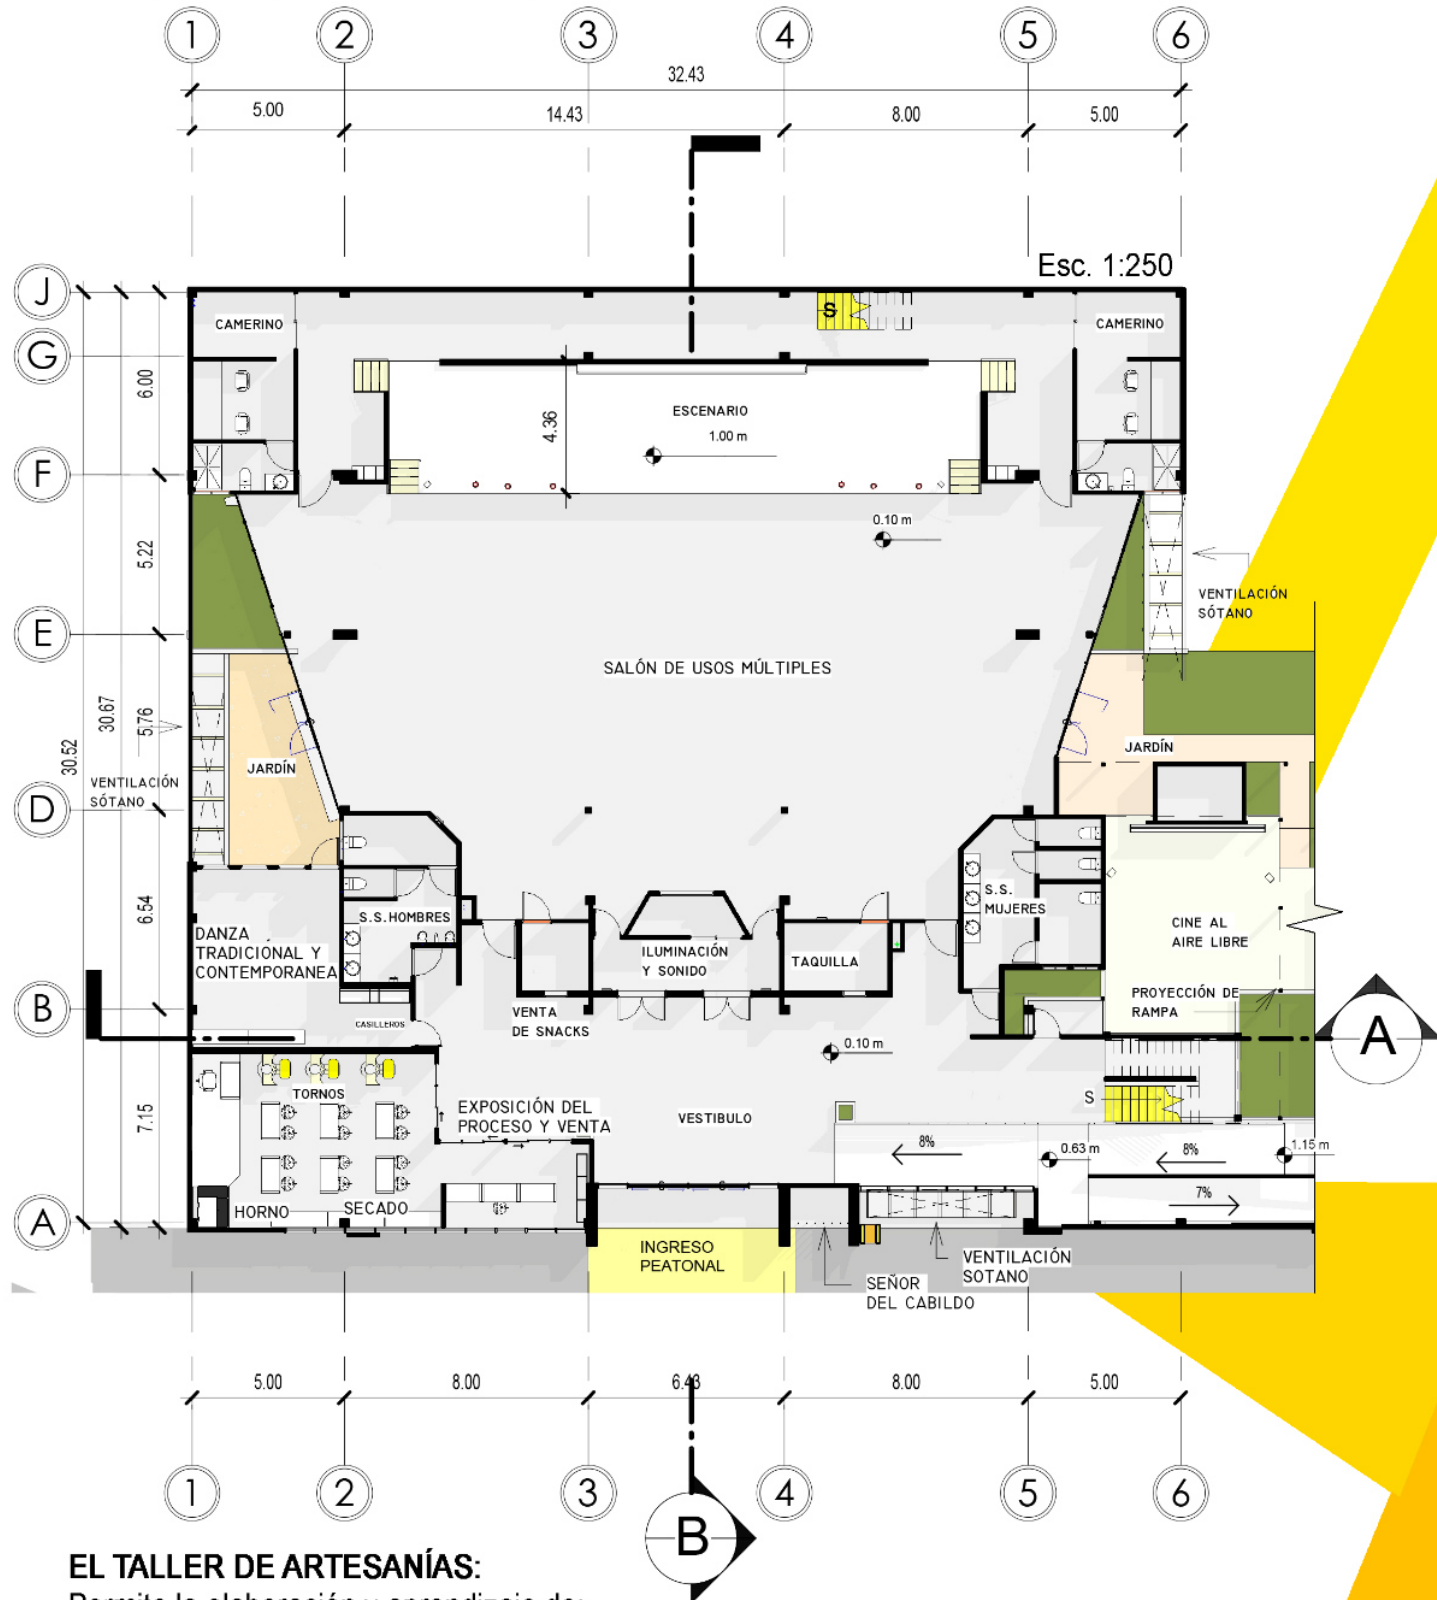 1 2 3 4 5 6
32.43
5.00 14.43 8.00 5.00
Esc. 1:250
J
G
F
E
D
B
A
6.00
5.22
5.76
6.54
7.15
30.67
30.52
CAMERINO
S
CAMERINO
ESCENARIO
1.00 m
4.36
0.10 m
VENTILACIÓN
SÓTANO
SALÓN DE USOS MÚLTIPLES
JARDÍN
JARDÍN
VENTILACIÓN
SÓTANO
S.S.HOMBRES
S.S.
MUJERES
CINE AL
AIRE LIBRE
DANZA
TRADICIONAL Y
CONTEMPORANEA
ILUMINACIÓN
Y SONIDO
TAQUILLA
PROYECCIÓN DE
RAMPA
VENTA
DE SNACKS
CASILLEROS
0.10 m
A
TORNOS
EXPOSICIÓN DEL
PROCESO Y VENTA
VESTIBULO
S
8%
0.63 m
8%
1.15 m
7%
HORNO
SECADO
INGRESO
PEATONAL
VENTILACIÓN
SOTANO
SEÑOR
DEL CABILDO
5.00 8.00 6.43 8.00 5.00
1 2 3 4 5 6
B
EL TALLER DE ARTESANÍAS:
Permite la elaboración y aprendizaje de: